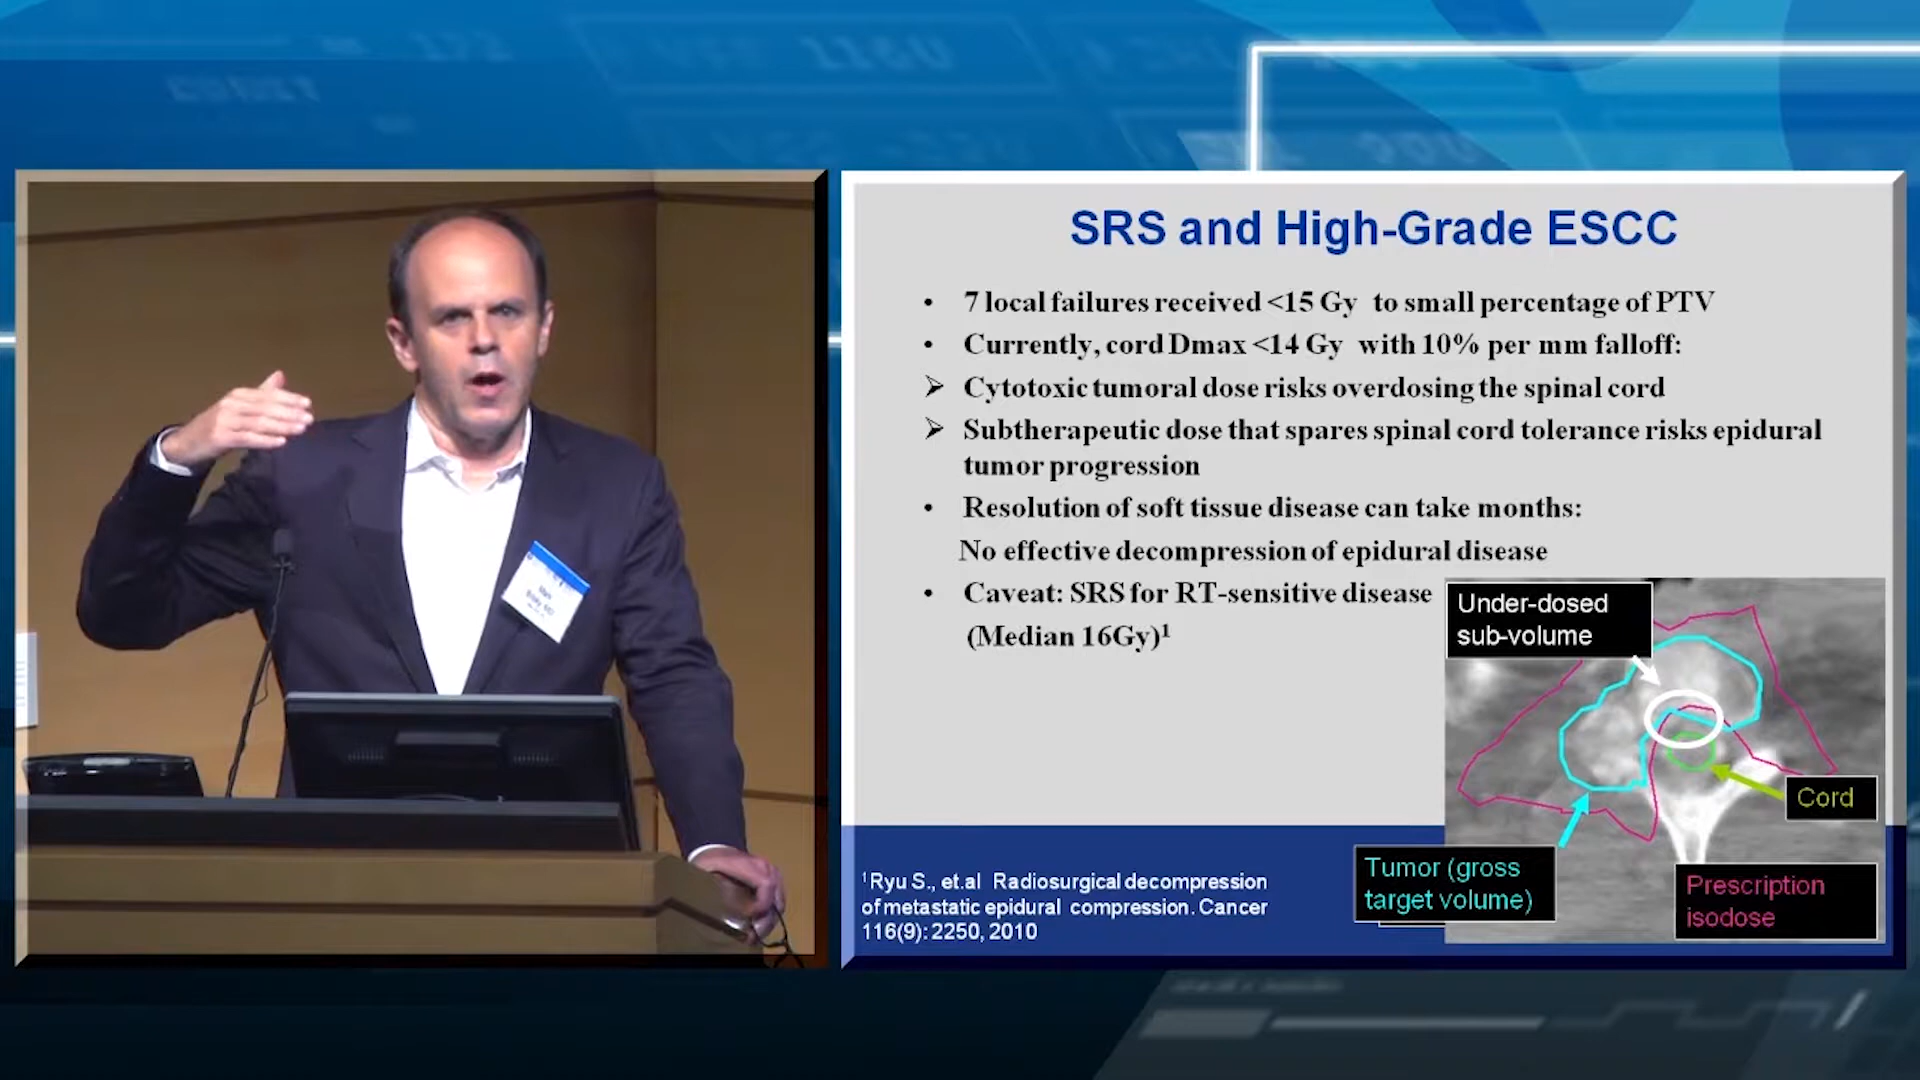 SRS and High-Grade ESCC
• 7 local failures received <15 Gy to small percentage of PTV
• Currently, cord Dmax <14 Gy with 10% per mm falloff:
➢ Cytotoxic tumoral dose risks overdosing the spinal cord
➢ Subtherapeutic dose that spares spinal cord tolerance risks epidural
tumor progression
• Resolution of soft tissue disease can take months:
No effective decompression of epidural disease
• Caveat: SRS for RT-sensitive disease
(Median 16Gy)¹
Under-dosed
sub-volume
Cord
Tumor (gross
target volume)
Prescription
isodose
¹Ryu S., et.al Radiosurgical decompression
of metastatic epidural compression. Cancer
116(9): 2250, 2010